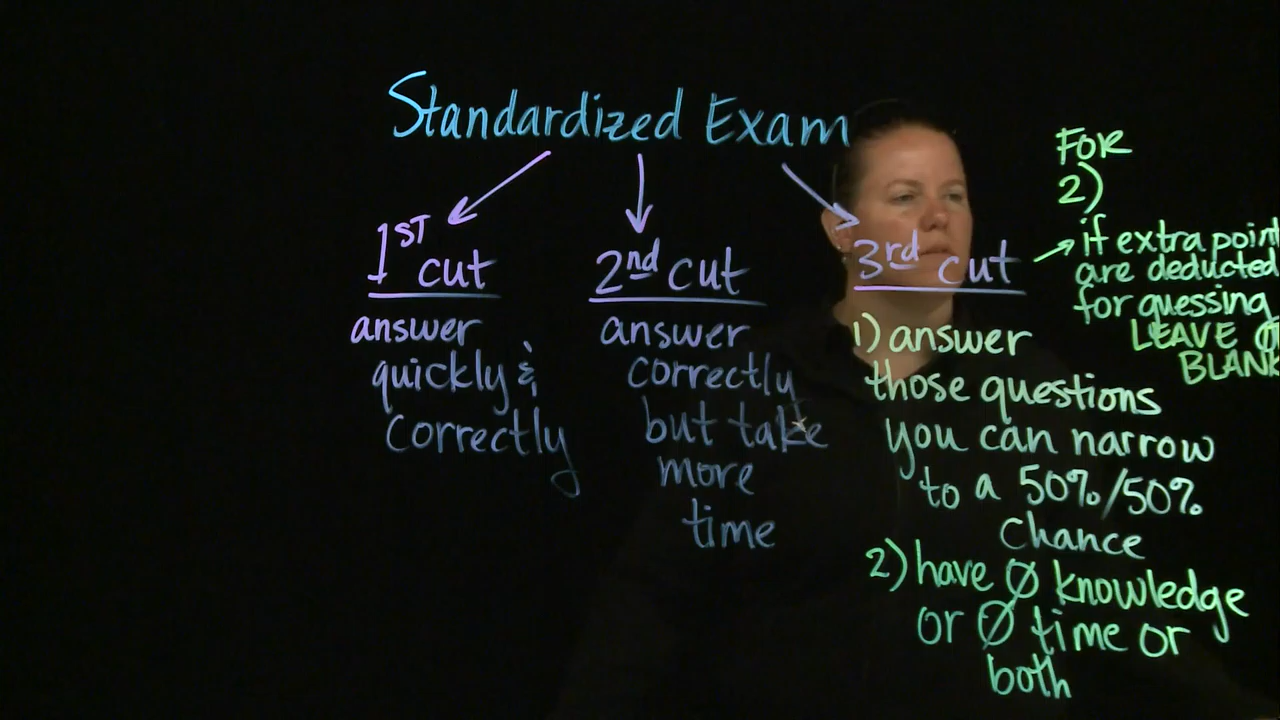 Standardized Exam
1ST
cut
answer
quickly &
correctly
2nd cut
answer
correctly
but take
more
time
3rd cut
1) answer
those questions
you can narrow
to a 50%/50%
Chance
2) have Ø knowledge
or Ø time or
both
FOR
2)
if extra point
are deducted
for guessing
LEAVE Ø
BLANK